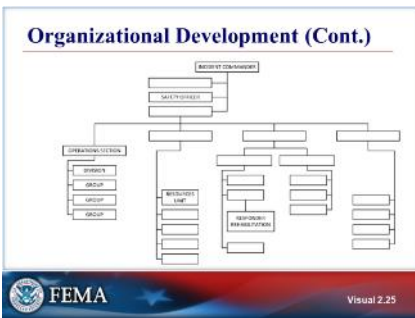 Organizational Development (Cont.)
INCIDENT COMMANDER
SAFETY OFFICER
OPERATIONS SECTION
DIVISION
GROUP
GROUP
GROUP
RESOURCES
UNIT
RESPONDER
REHABILITATION
FEMA
Visual 2.25